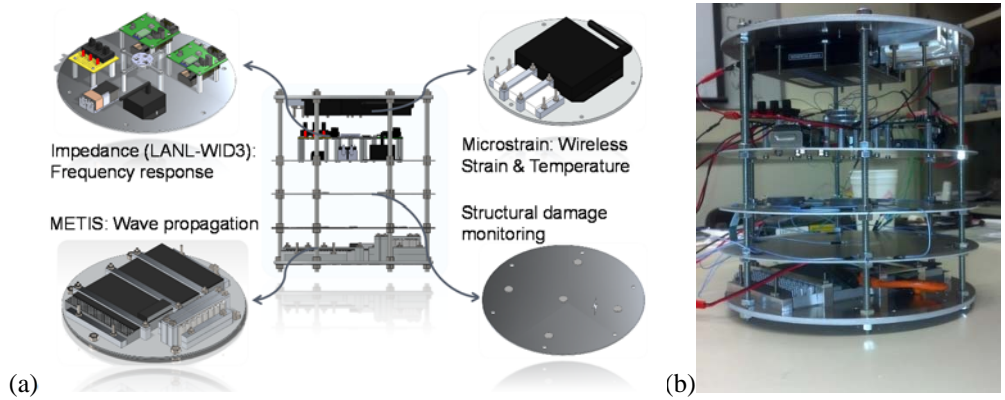 Impedance (LANL-WID3):
Frequency response
Microstrain: Wireless
Strain & Temperature
METIS: Wave propagation
Structural damage
monitoring
(a)
(b)